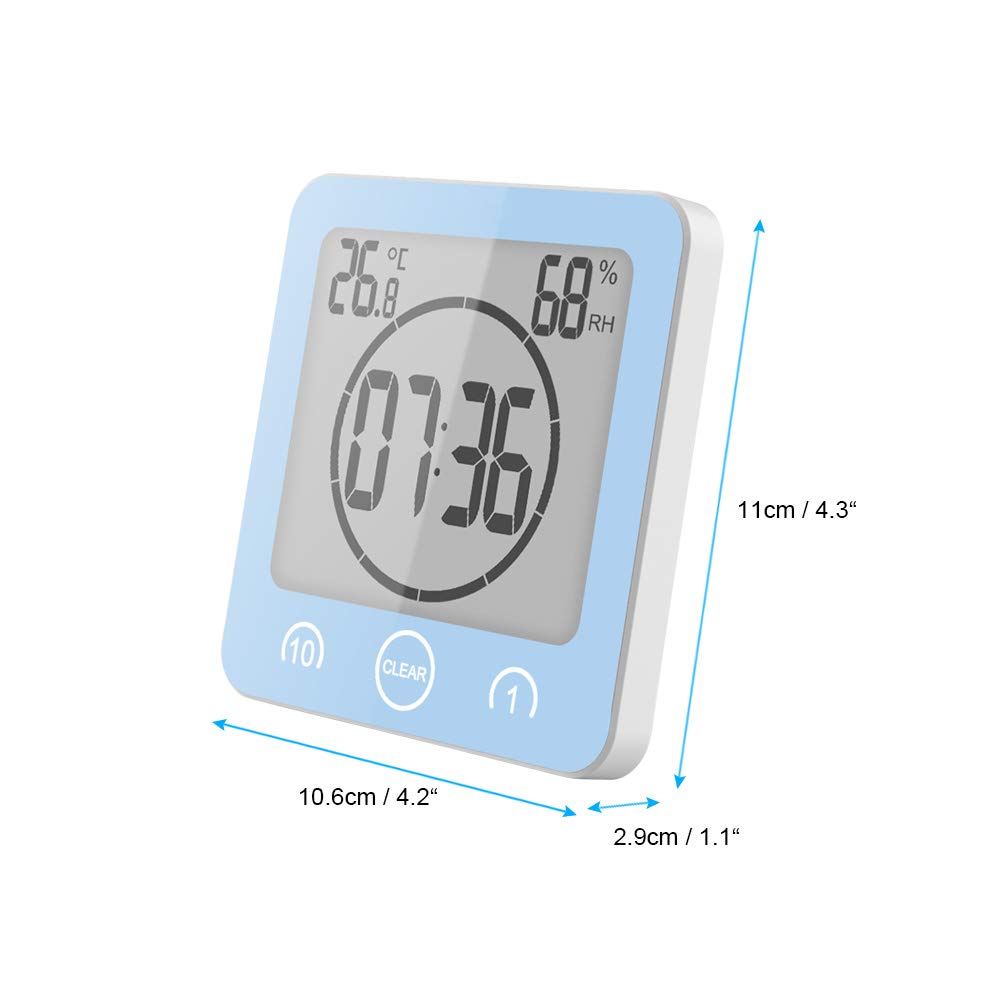 26.8 °C
68 % RH
07:36
10
CLEAR
1
11cm / 4.3“
10.6cm / 4.2“
2.9cm / 1.1“